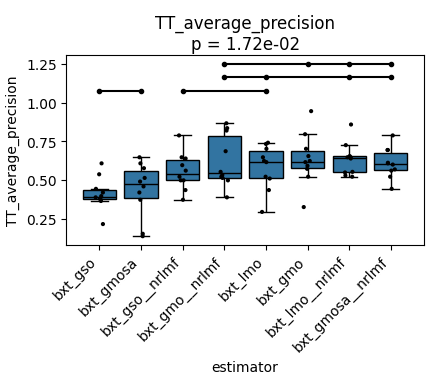 TT_average_precision
p = 1.72e-02
TT_average_precision
1.25
1.00
0.75
0.50
0.25
bxt_gso
bxt_gmosa
bxt_gso__nrlmf
bxt_gmo__nrlmf
bxt_lmo
bxt_gmo
bxt_lmo__nrlmf
bxt_gmosa__nrlmf
estimator